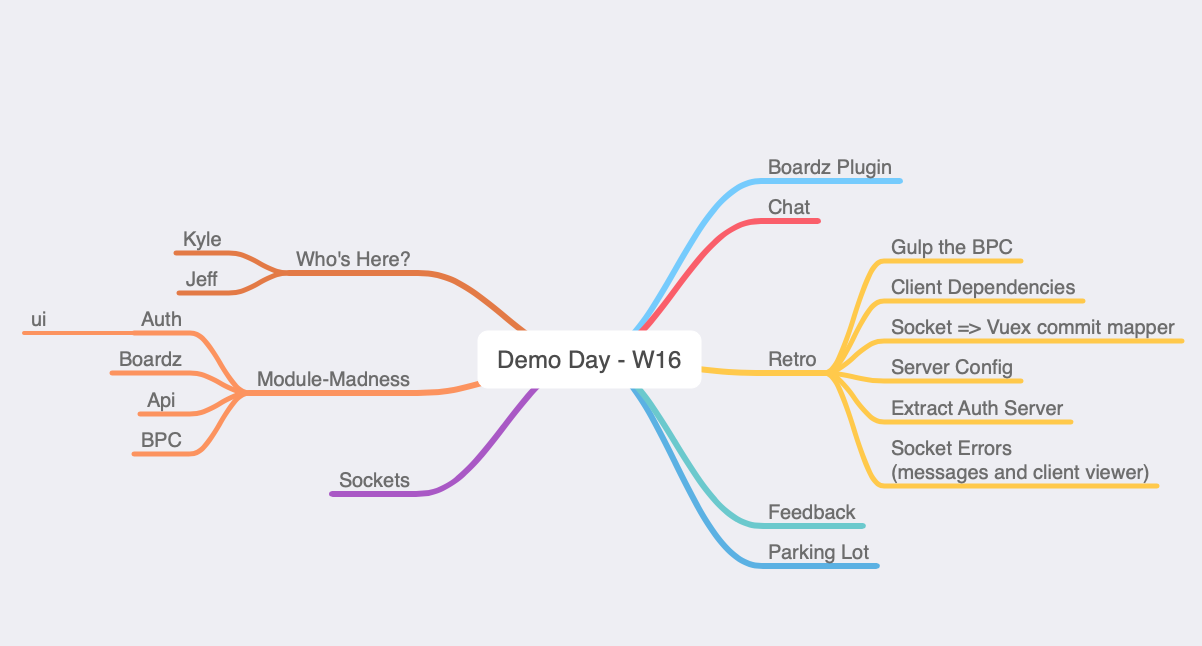 Demo Day - W16
Boardz Plugin
Chat
Retro
Gulp the BPC
Client Dependencies
Socket => Vuex commit mapper
Server Config
Extract Auth Server
Socket Errors
(messages and client viewer)
Feedback
Parking Lot
Who's Here?
Kyle
Jeff
Module-Madness
Auth
ui
Boardz
Api
BPC
Sockets